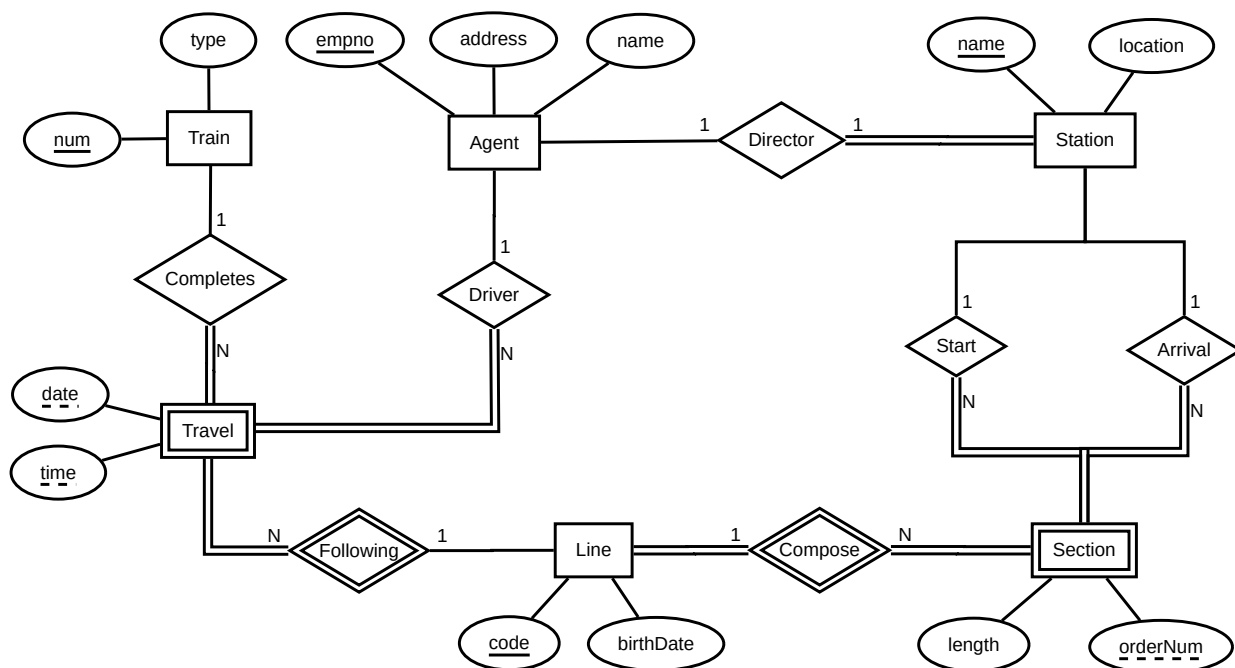 type
empno
address
name
name
location
num
Train
Agent
1
Director
1
Station
1
Completes
1
Driver
1
Start
1
Arrival
N
N
N
N
date
Travel
time
N
Following
1
Line
1
Compose
N
Section
code
birthDate
length
orderNum